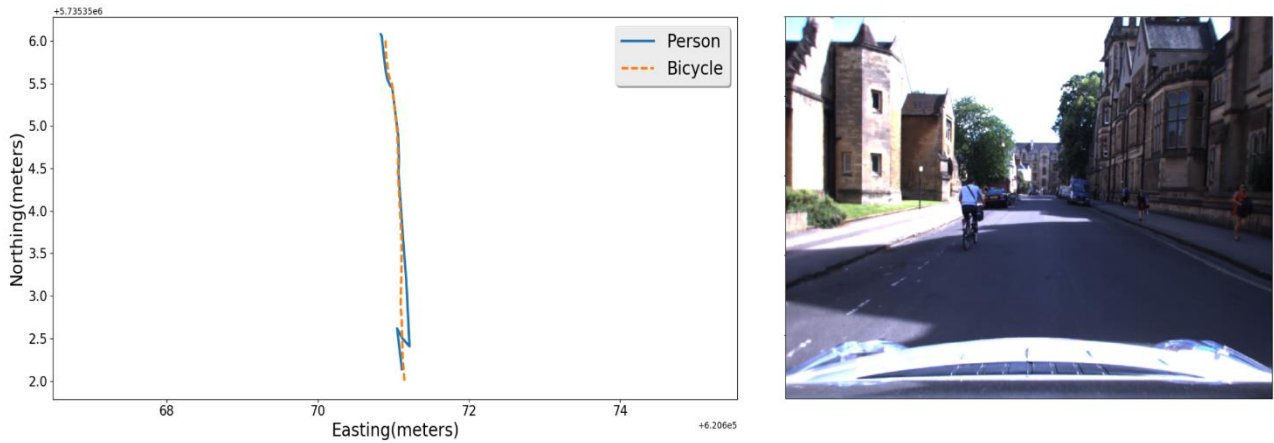 +5.73535e6
6.0
5.5
5.0
4.5
4.0
3.5
3.0
2.5
2.0
Northing(meters)
Person
Bicycle
68
70
72
74
Easting(meters)
+6.206e5